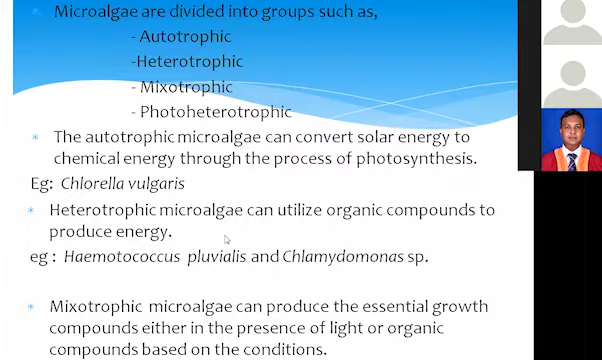 * Microalgae are divided into groups such as,
- Autotrophic
-Heterotrophic
- Mixotrophic
- Photoheterotrophic
* The autotrophic microalgae can convert solar energy to
chemical energy through the process of photosynthesis.
Eg: Chlorella vulgaris
* Heterotrophic microalgae can utilize organic compounds to
produce energy.
eg : Haemotococcus pluvialis and Chlamydomonas sp.
* Mixotrophic microalgae can produce the essential growth
compounds either in the presence of light or organic
compounds based on the conditions.